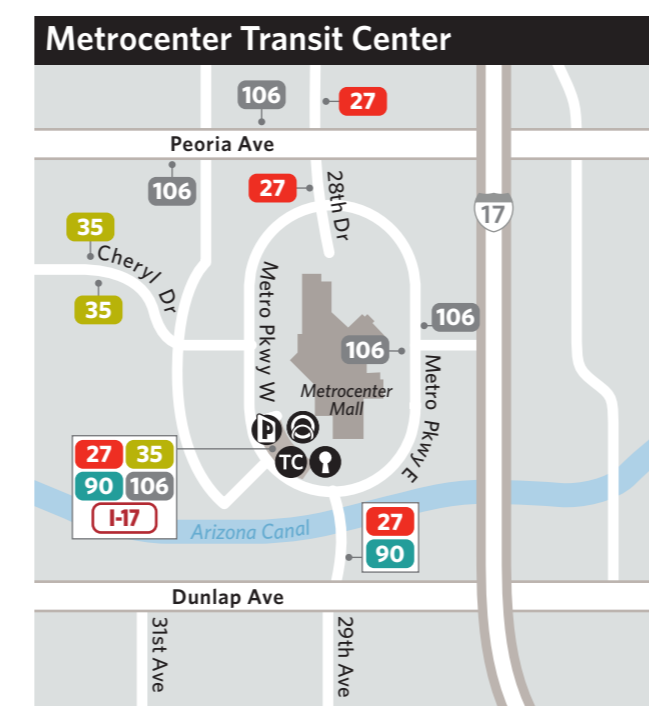 Metrocenter Transit Center
106
27
Peoria Ave
106
27
28th Dr
17
35
Cheryl Dr
35
Metro Pkwy W
106
106
Metrocenter
Mall
Metro Pkwy E
P
TC
27 35
90 106
I-17
Arizona Canal
27
90
Dunlap Ave
31st Ave
29th Ave